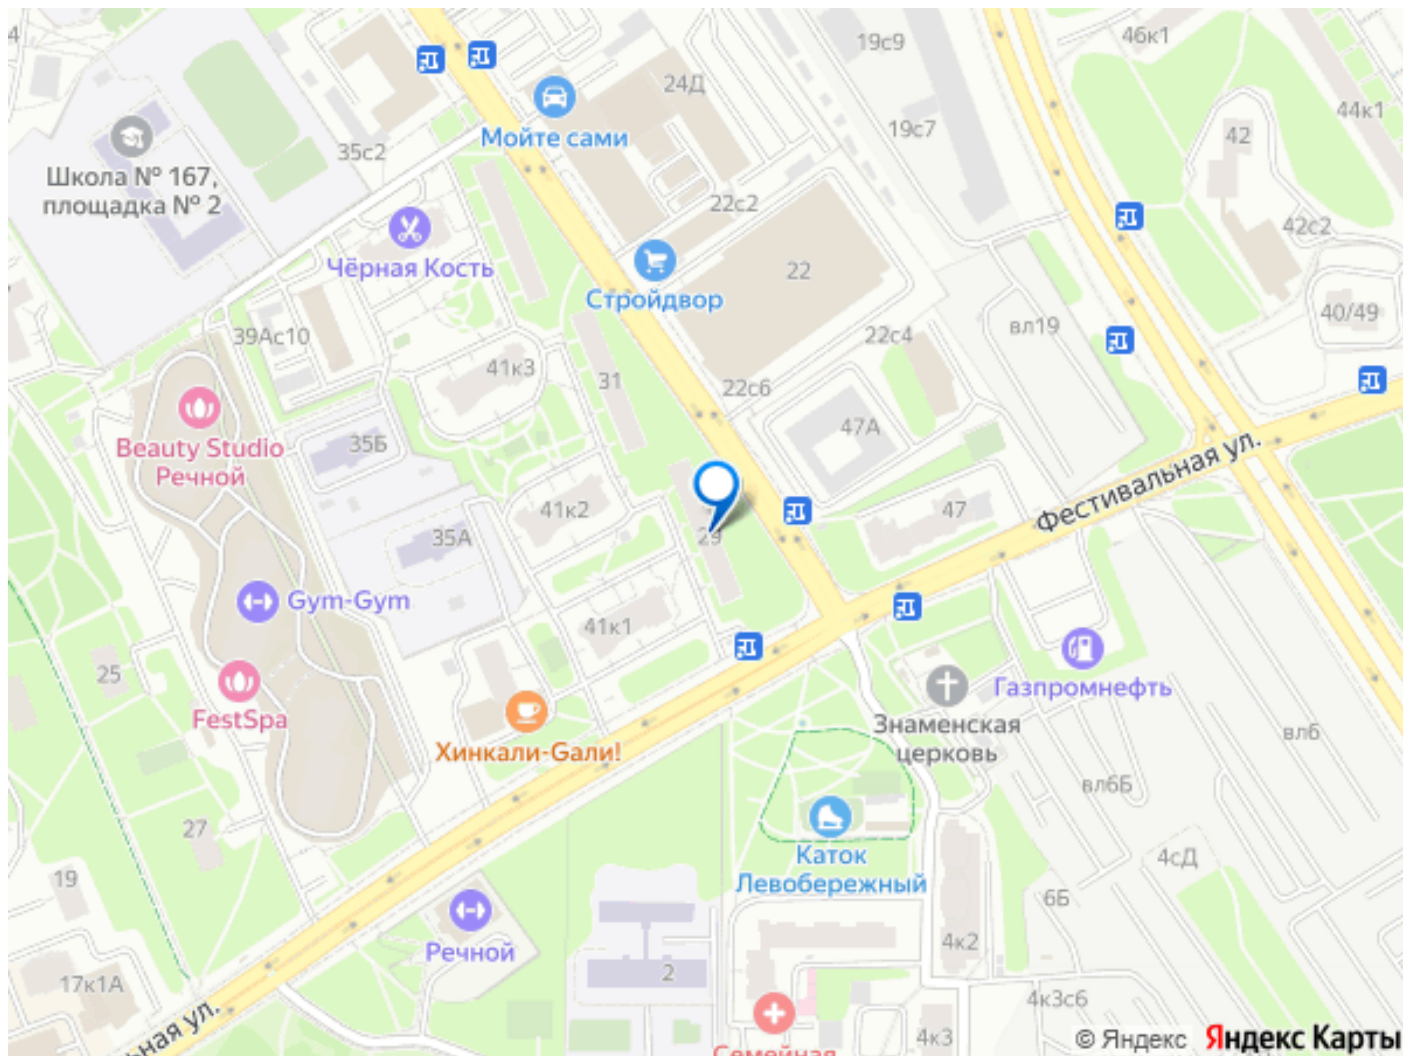 4
19с9
46к1
24Д
44к1
Мойте сами
19с7
42
35с2
Школа № 167,
площадка № 2
22с2
42с2
Чёрная Кость
22
Стройдвор
40/49
39Ас10
вл19
22с4
41к3
31
22с6
Beauty Studio
Речной
35Б
47А
Фестивальная ул.
41к2
47
29
35А
Gym-Gym
41к1
25
FestSpa
Газпромнефть
Знаменская
церковь
Хинкали-Gали!
вл6
вл6Б
27
Каток
Левобережный
4сД
19
6Б
Речной
4к2
2
17к1А
4к3с6
ьная ул.
4к3
Семейная
© Яндекс Яндекс Карты